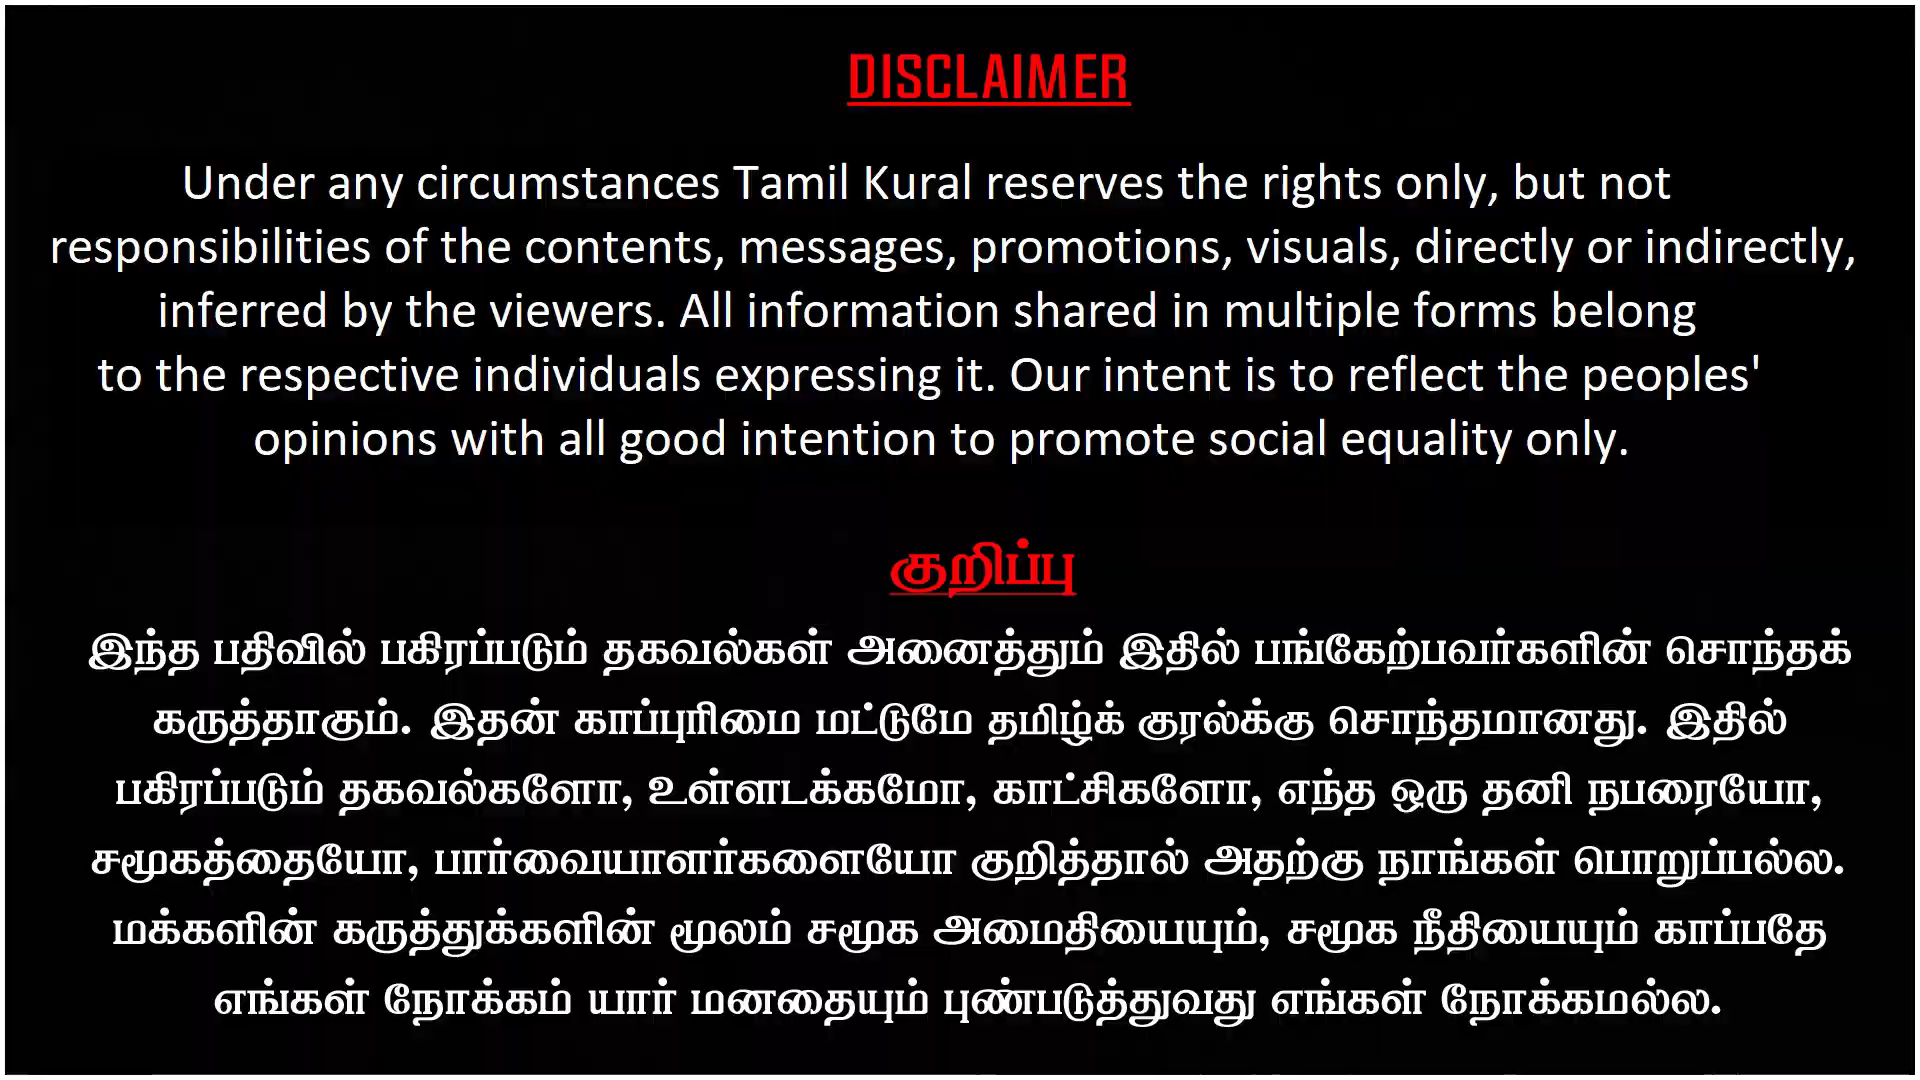 DISCLAIMER
Under any circumstances Tamil Kural reserves the rights only, but not
responsibilities of the contents, messages, promotions, visuals, directly or indirectly,
inferred by the viewers. All information shared in multiple forms belong
to the respective individuals expressing it. Our intent is to reflect the peoples'
opinions with all good intention to promote social equality only.
குறிப்பு
இந்த பதிவில் பகிரப்படும் தகவல்கள் அனைத்தும் இதில் பங்கேற்பவர்களின் சொந்தக்
கருத்தாகும். இதன் காப்புரிமை மட்டுமே தமிழ்க் குரல்க்கு சொந்தமானது. இதில்
பகிரப்படும் தகவல்களோ, உள்ளடக்கமோ, காட்சிகளோ, எந்த ஒரு தனி நபரையோ,
சமூகத்தையோ, பார்வையாளர்களையோ குறித்தால் அதற்கு நாங்கள் பொறுப்பல்ல.
மக்களின் கருத்துக்களின் மூலம் சமூக அமைதியையும், சமூக நீதியையும் காப்பதே
எங்கள் நோக்கம் யார் மனதையும் புண்படுத்துவது எங்கள் நோக்கமல்ல.